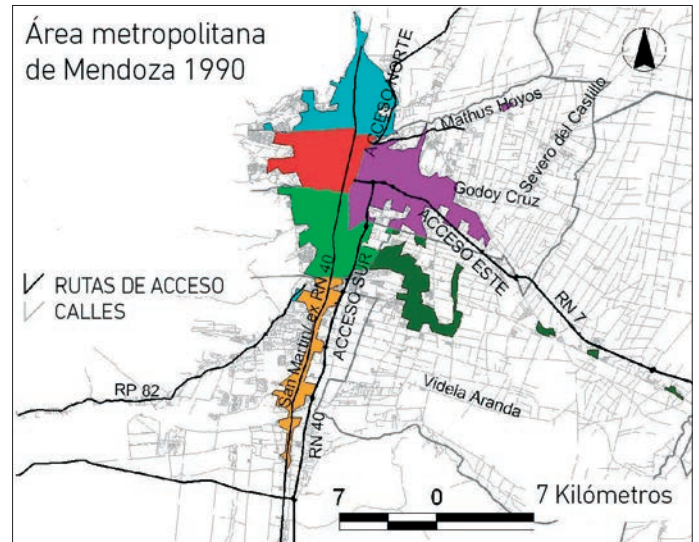 Área metropolitana
de Mendoza 1990
ACCESO NORTE
Mathus Hoyos
Severo del Castillo
Godoy Cruz
ACCESO ESTE
RUTAS DE ACCESO
CALLES
San Martín/ ex RN 40
ACCESO SUR
RN 7
RP 82
Videla Aranda
RN 40
7 0 7 Kilómetros